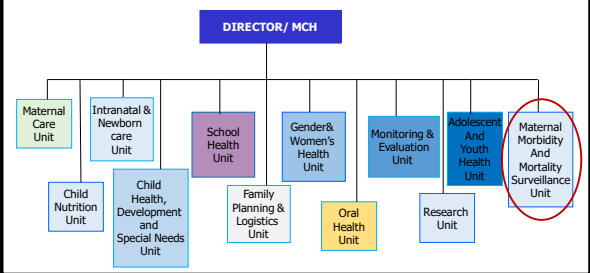 DIRECTOR/ MCH
Maternal
Care
Unit
Intranatal &
Newborn
care
Unit
School
Health
Unit
Gender&
Women's
Health
Unit
Monitoring &
Evaluation
Unit
Adolescent
And
Youth
Health
Unit
Maternal
Morbidity
And
Mortality
Surveillance
Unit
Child
Nutrition
Unit
Child
Health,
Development
and
Special Needs
Unit
Family
Planning &
Logistics
Unit
Oral
Health
Unit
Research
Unit